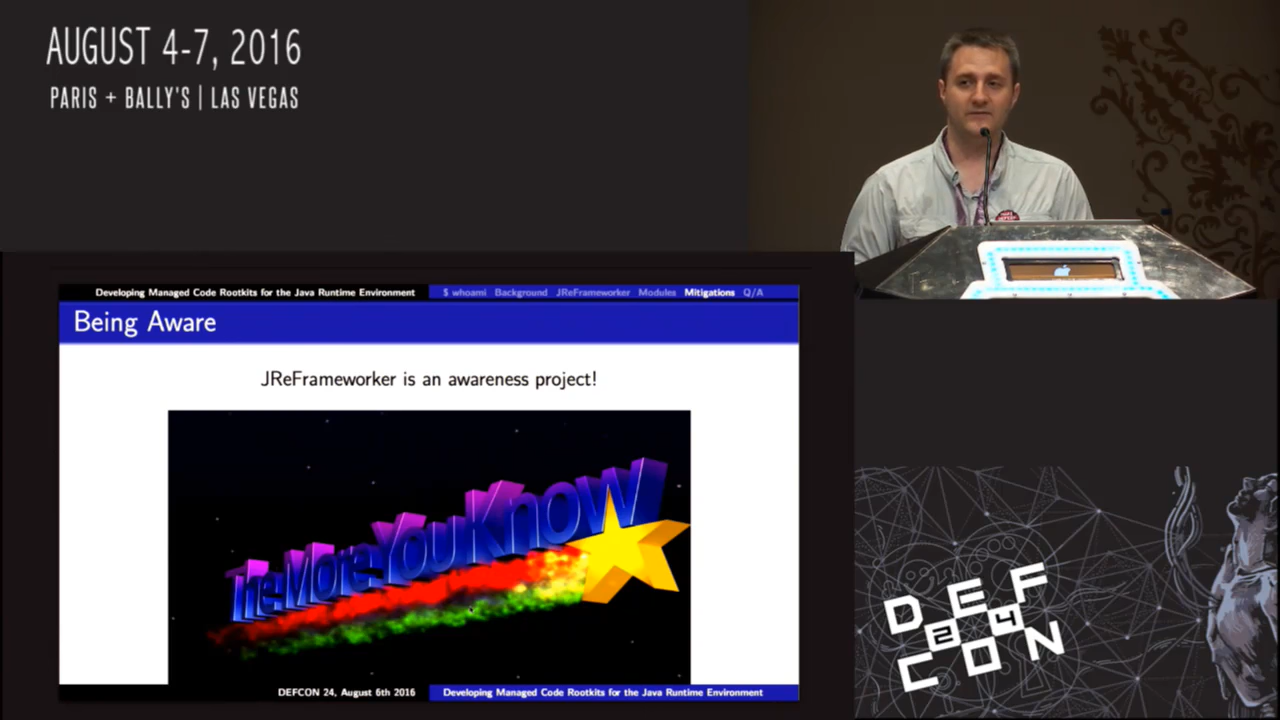 AUGUST 4-7, 2016
PARIS + BALLY'S | LAS VEGAS
Developing Managed Code Rootkits for the Java Runtime Environment
$ whoami Background JReFrameworker Modules Mitigations Q/A
Being Aware
JReFrameworker is an awareness project!
The More You Know
DEFCON 24, August 6th 2016
Developing Managed Code Rootkits for the Java Runtime Environment
DEF
24
CON